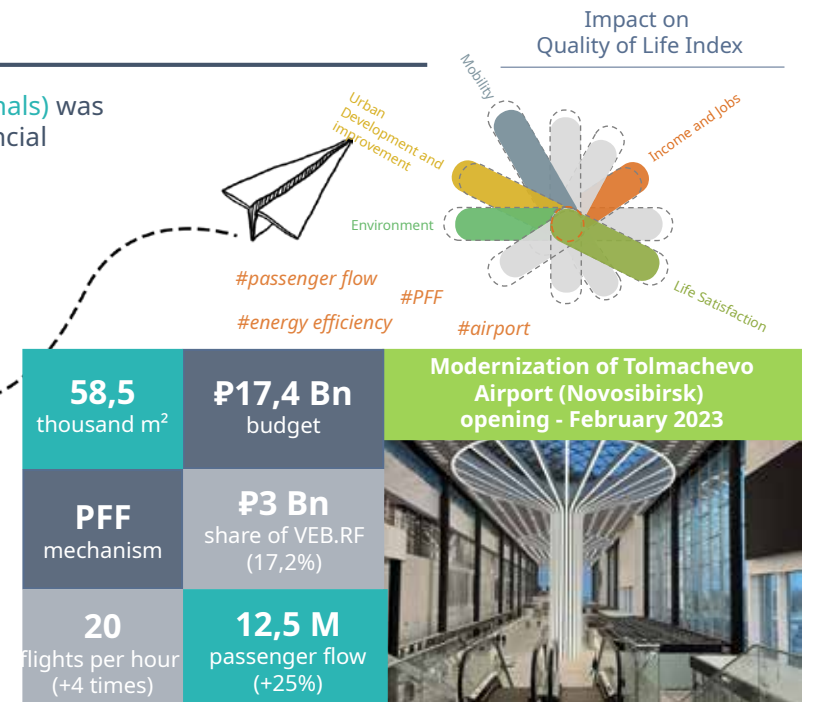 Impact on
Quality of Life Index
nals) was
ncial
Mobility
Urban
Development and
improvement
Income and Jobs
Environment
Life Satisfaction
#passenger flow
#PFF
#energy efficiency
#airport
58,5
thousand m²
₽17,4 Bn
budget
Modernization of Tolmachevo
Airport (Novosibirsk)
opening - February 2023
PFF
mechanism
₽3 Bn
share of VEB.RF
(17,2%)
20
flights per hour
(+4 times)
12,5 M
passenger flow
(+25%)